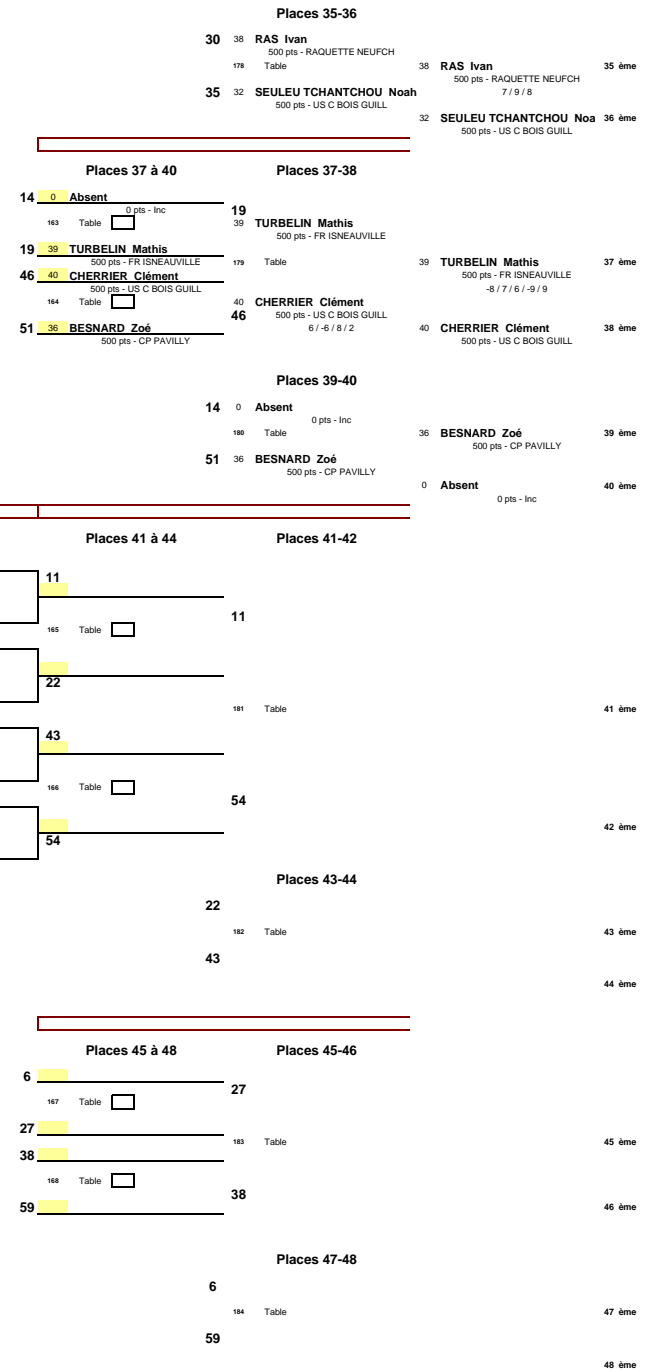 Places 35-36
30 38 RAS Ivan
500 pts - RAQUETTE NEUFCH
178 Table 38 RAS Ivan 35 ème
500 pts - RAQUETTE NEUFCH
35 32 SEULEU TCHANTCHOU Noah 7 / 9 / 8
500 pts - US C BOIS GUILL
32 SEULEU TCHANTCHOU Noa 36 ème
500 pts - US C BOIS GUILL
Places 37 à 40 Places 37-38
14 0 Absent
0 pts - Inc 19
163 Table 39 TURBELIN Mathis
500 pts - FR ISNEAUVILLE
19 39 TURBELIN Mathis
500 pts - FR ISNEAUVILLE 179 Table 39 TURBELIN Mathis 37 ème
46 40 CHERRIER Clément 500 pts - FR ISNEAUVILLE
500 pts - US C BOIS GUILL -8 / 7 / 6 / -9 / 9
164 Table 40 CHERRIER Clément
46 500 pts - US C BOIS GUILL
51 36 BESNARD Zoé 6 / -6 / 8 / 2 40 CHERRIER Clément 38 ème
500 pts - CP PAVILLY 500 pts - US C BOIS GUILL
Places 39-40
14 0 Absent
0 pts - Inc
180 Table 36 BESNARD Zoé 39 ème
500 pts - CP PAVILLY
51 36 BESNARD Zoé
500 pts - CP PAVILLY
0 Absent 40 ème
0 pts - Inc
Places 41 à 44 Places 41-42
11
11
165 Table
22
181 Table 41 ème
43
166 Table
54
42 ème
54
Places 43-44
22
182 Table 43 ème
43
44 ème
Places 45 à 48 Places 45-46
6
27
167 Table
27
183 Table 45 ème
38
168 Table
38
59 46 ème
Places 47-48
6
184 Table 47 ème
59
48 ème